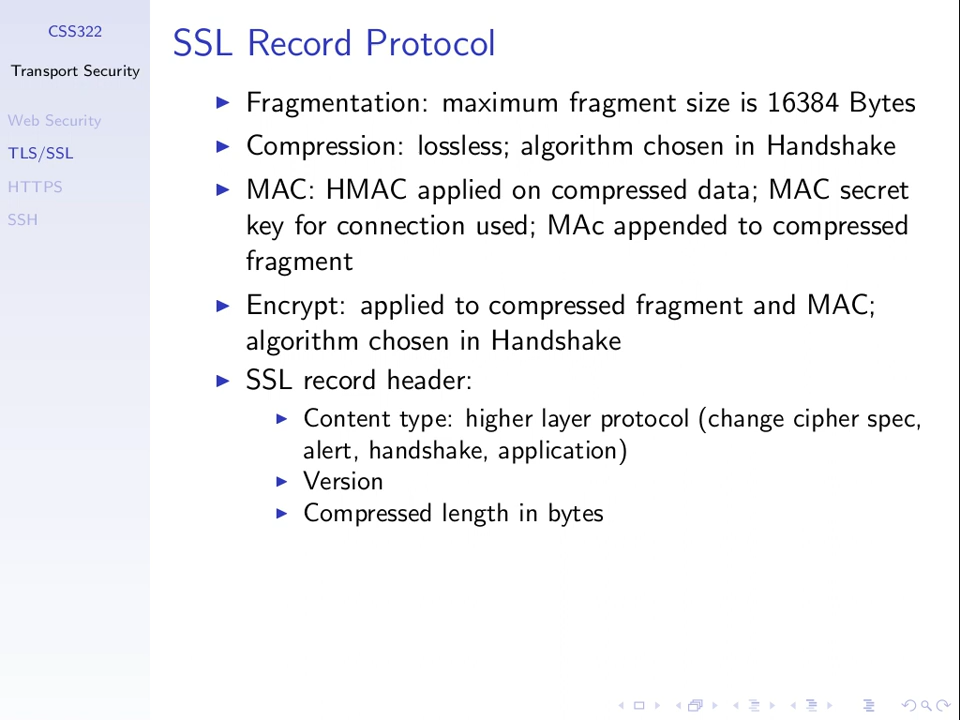 CSS322
Transport Security
Web Security
TLS/SSL
HTTPS
SSH
SSL Record Protocol
Fragmentation: maximum fragment size is 16384 Bytes
Compression: lossless; algorithm chosen in Handshake
MAC: HMAC applied on compressed data; MAC secret
key for connection used; MAc appended to compressed
fragment
Encrypt: applied to compressed fragment and MAC;
algorithm chosen in Handshake
SSL record header:
Content type: higher layer protocol (change cipher spec,
alert, handshake, application)
Version
Compressed length in bytes